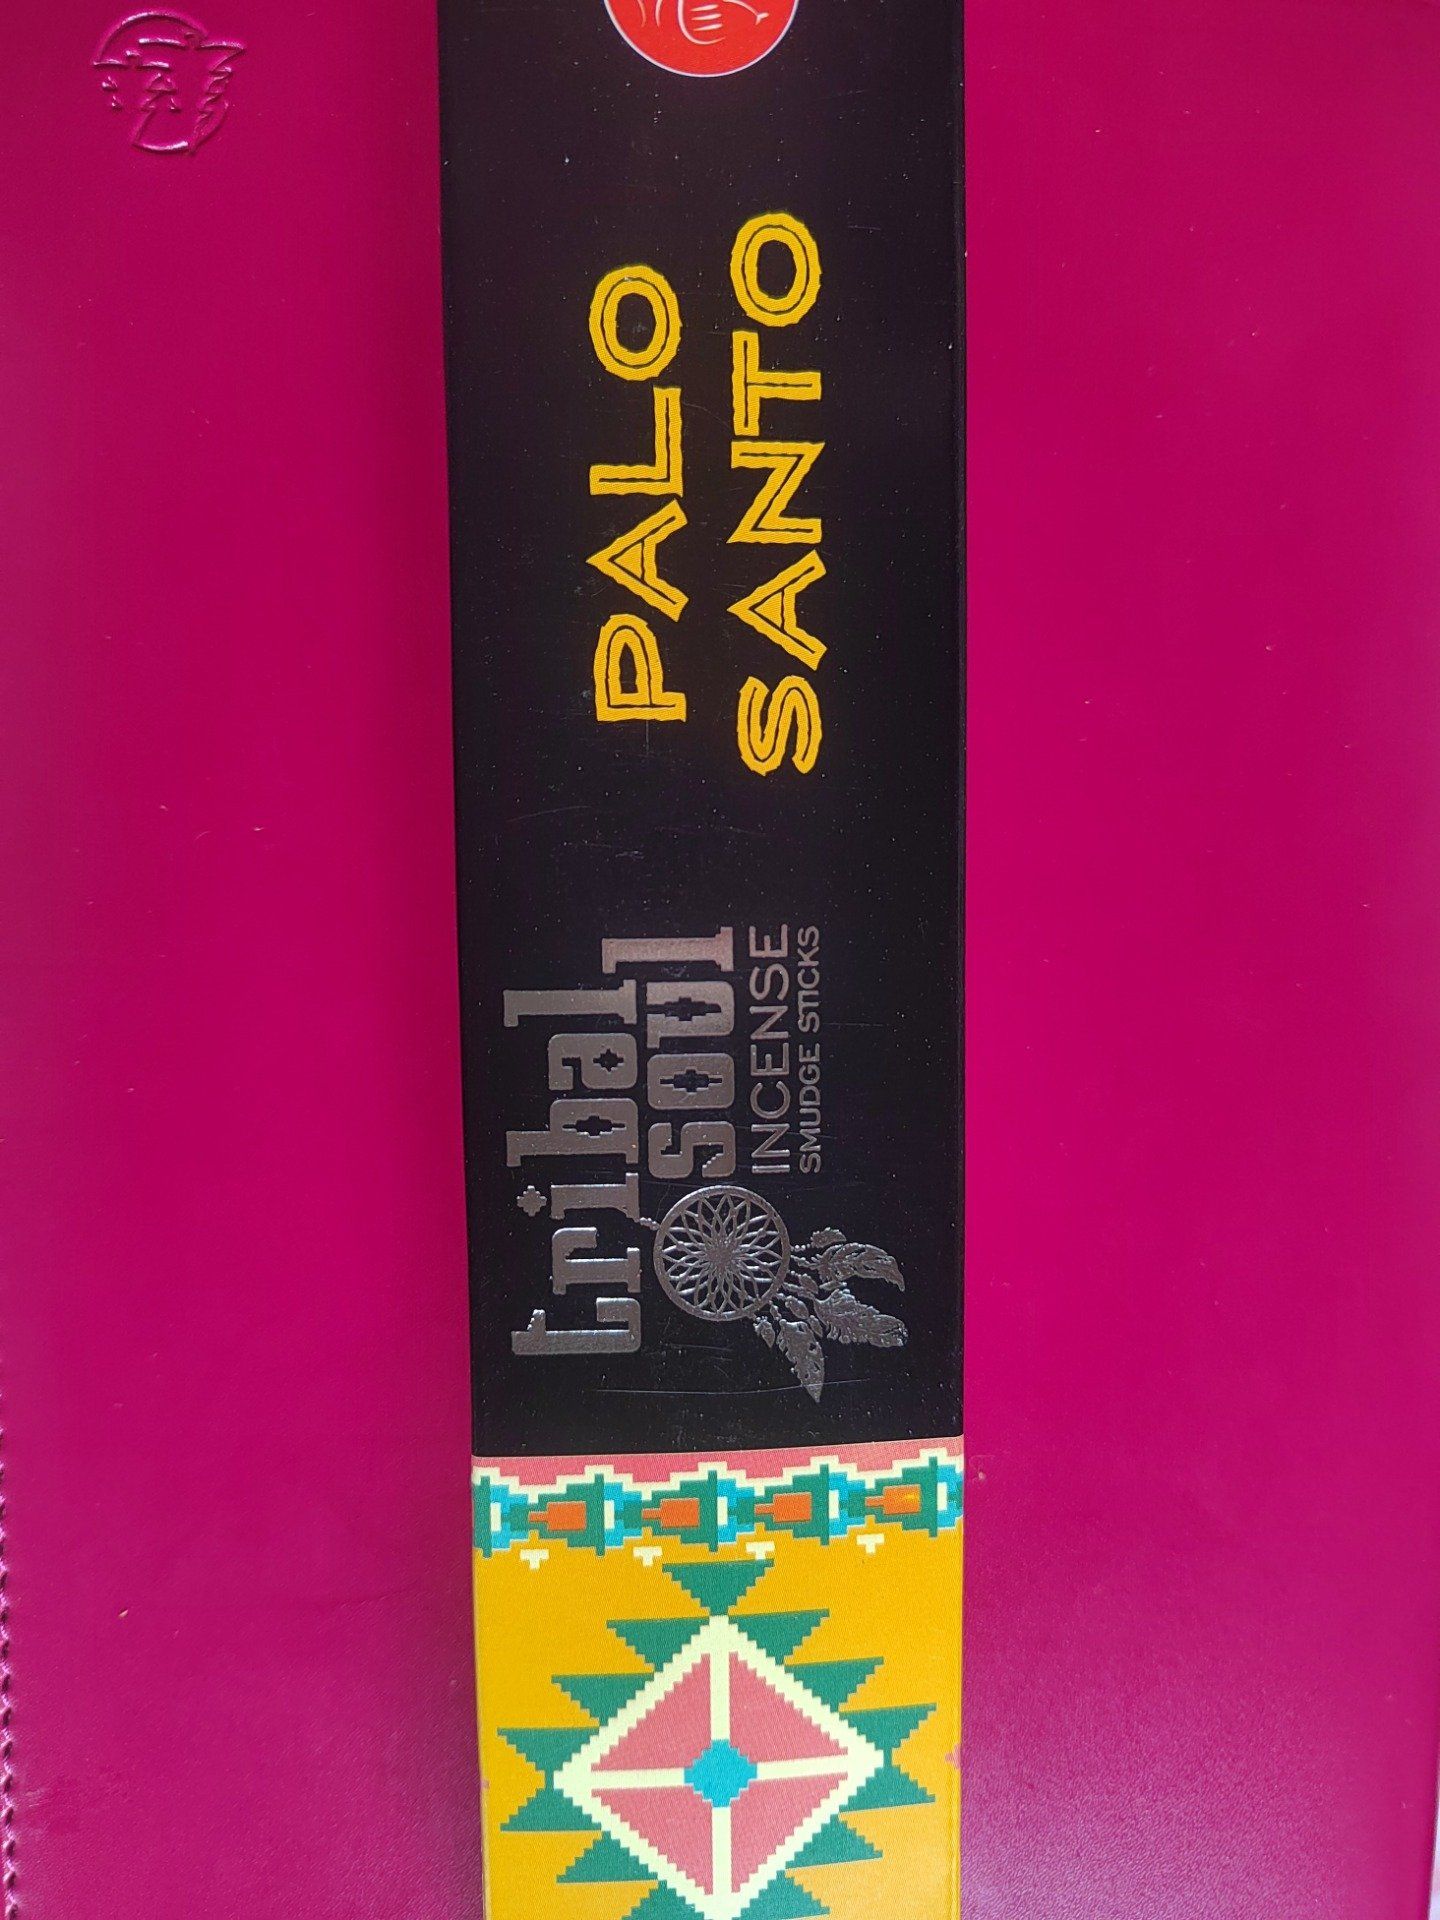 tribal
soul
INCENSE
SMUDGE STICKS
PALO
SANTO